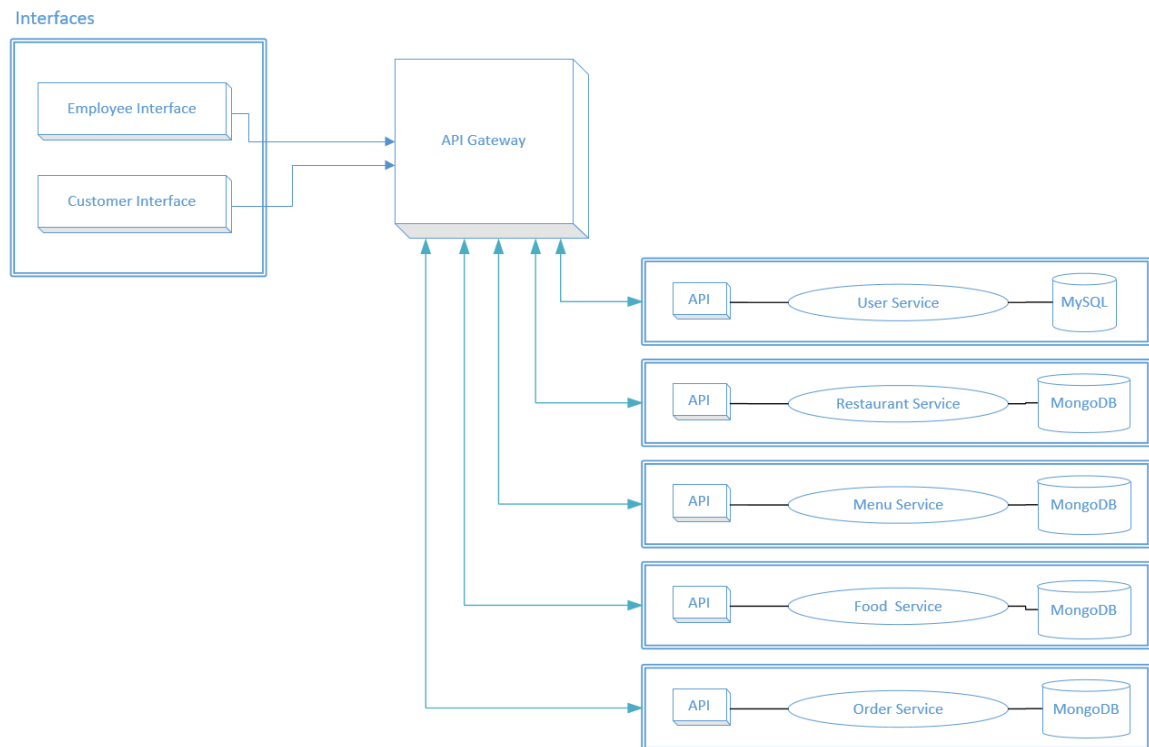 Interfaces
Employee Interface
API Gateway
Customer Interface
API
User Service
MySQL
API
Restaurant Service
MongoDB
API
Menu Service
MongoDB
API
Food  Service
MongoDB
API
Order Service
MongoDB